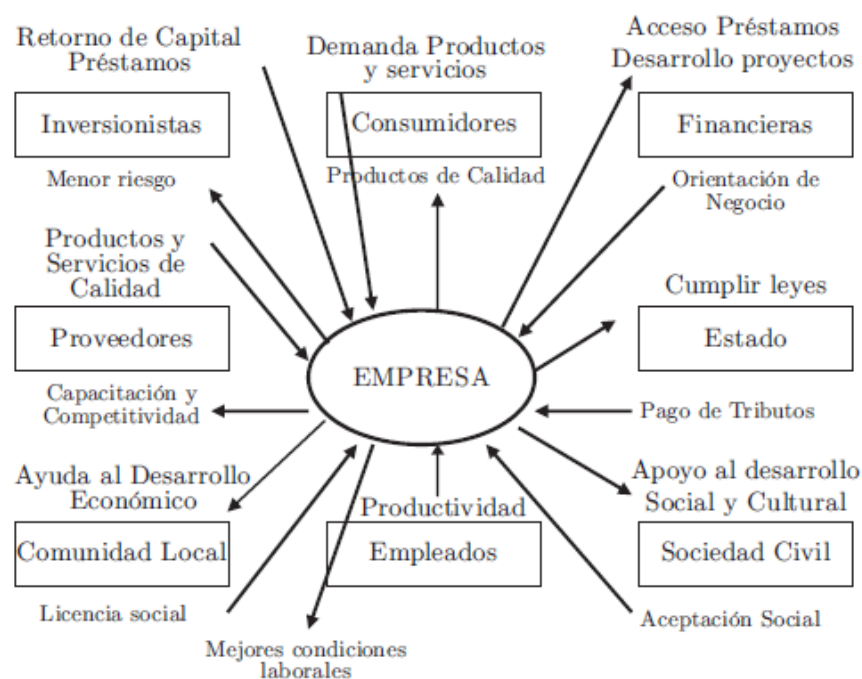 Retorno de Capital
Préstamos
Demanda Productos
y servicios
Acceso Préstamos
Desarrollo proyectos
Inversionistas
Consumidores
Financieras
Menor riesgo
Productos de Calidad
Orientación de
Negocio
Productos y
Servicios de
Calidad
Cumplir leyes
Proveedores
EMPRESA
Estado
Capacitación y
Competitividad
Pago de Tributos
Ayuda al Desarrollo
Económico
Productividad
Apoyo al desarrollo
Social y Cultural
Comunidad Local
Empleados
Sociedad Civil
Licencia social
Mejores condiciones
laborales
Aceptación Social